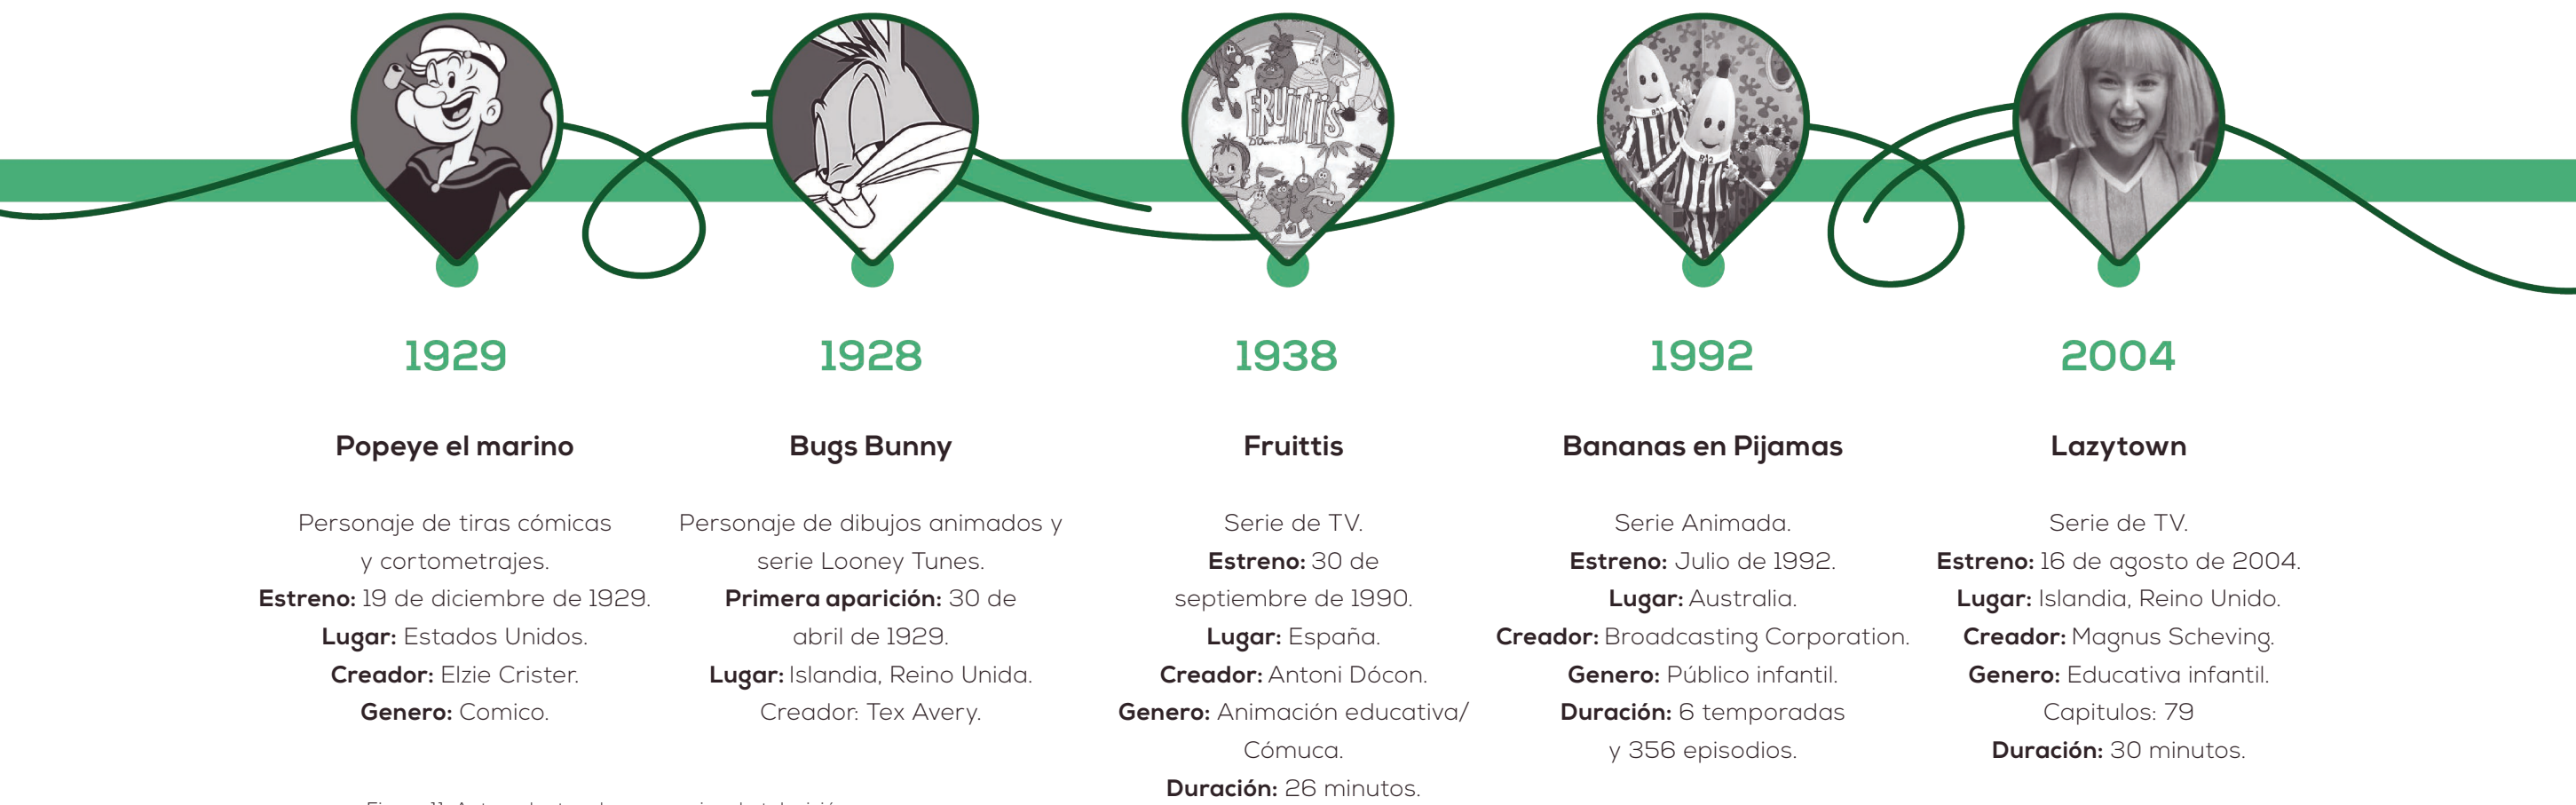 FRUITTIS
B1
B2
1929
Popeye el marino
Personaje de tiras cómicas
y cortometrajes.
Estreno: 19 de diciembre de 1929.
Lugar: Estados Unidos.
Creador: Elzie Crister.
Genero: Comico.
1928
Bugs Bunny
Personaje de dibujos animados y
serie Looney Tunes.
Primera aparición: 30 de
abril de 1929.
Lugar: Islandia, Reino Unida.
Creador: Tex Avery.
1938
Fruittis
Serie de TV.
Estreno: 30 de
septiembre de 1990.
Lugar: España.
Creador: Antoni Dócon.
Genero: Animación educativa/
Cómuca.
Duración: 26 minutos.
1992
Bananas en Pijamas
Serie Animada.
Estreno: Julio de 1992.
Lugar: Australia.
Creador: Broadcasting Corporation.
Genero: Público infantil.
Duración: 6 temporadas
y 356 episodios.
2004
Lazytown
Serie de TV.
Estreno: 16 de agosto de 2004.
Lugar: Islandia, Reino Unido.
Creador: Magnus Scheving.
Genero: Educativa infantil.
Capitulos: 79
Duración: 30 minutos.